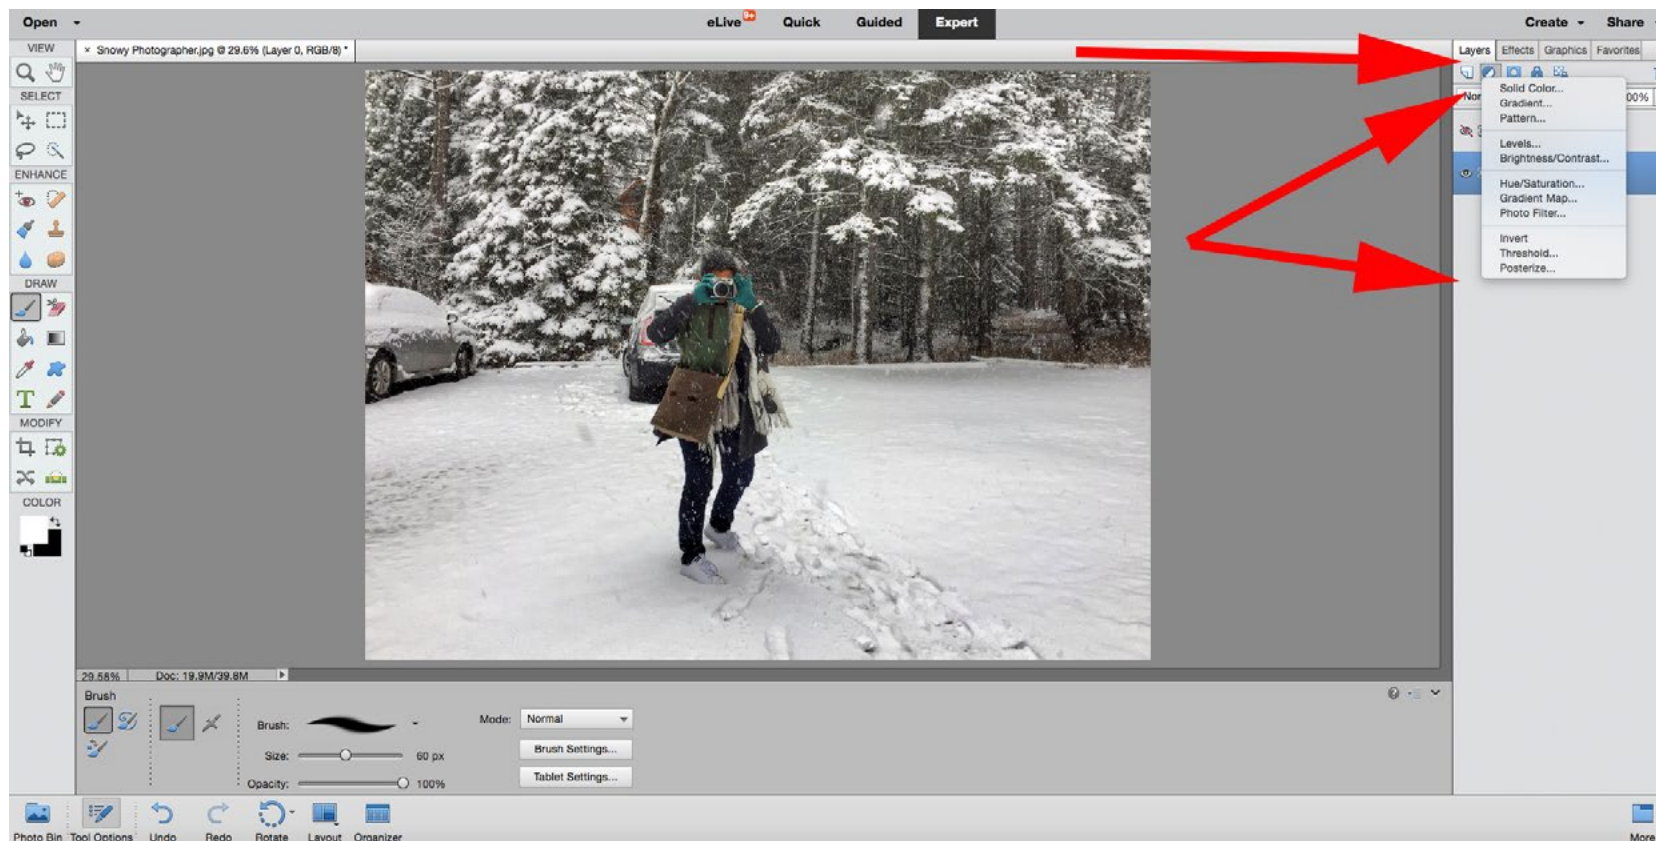 Open
eLive 9+ Quick Guided Expert
Create Share
VIEW
× Snowy Photographer.jpg @ 29.6% (Layer 0, RGB/8) *
Layers Effects Graphics Favorites
SELECT
ENHANCE
DRAW
T
MODIFY
COLOR
Nor
00%
Solid Color...
Gradient...
Pattern...
Levels...
Brightness/Contrast...
Hue/Saturation...
Gradient Map...
Photo Filter...
Invert
Threshold...
Posterize...
29.58% Doc: 19.9M/39.8M
Brush
Brush:
Mode: Normal
Size: 60 px
Brush Settings...
Opacity: 100%
Tablet Settings...
Photo Bin Tool Options Undo Redo Rotate Layout Organizer
More